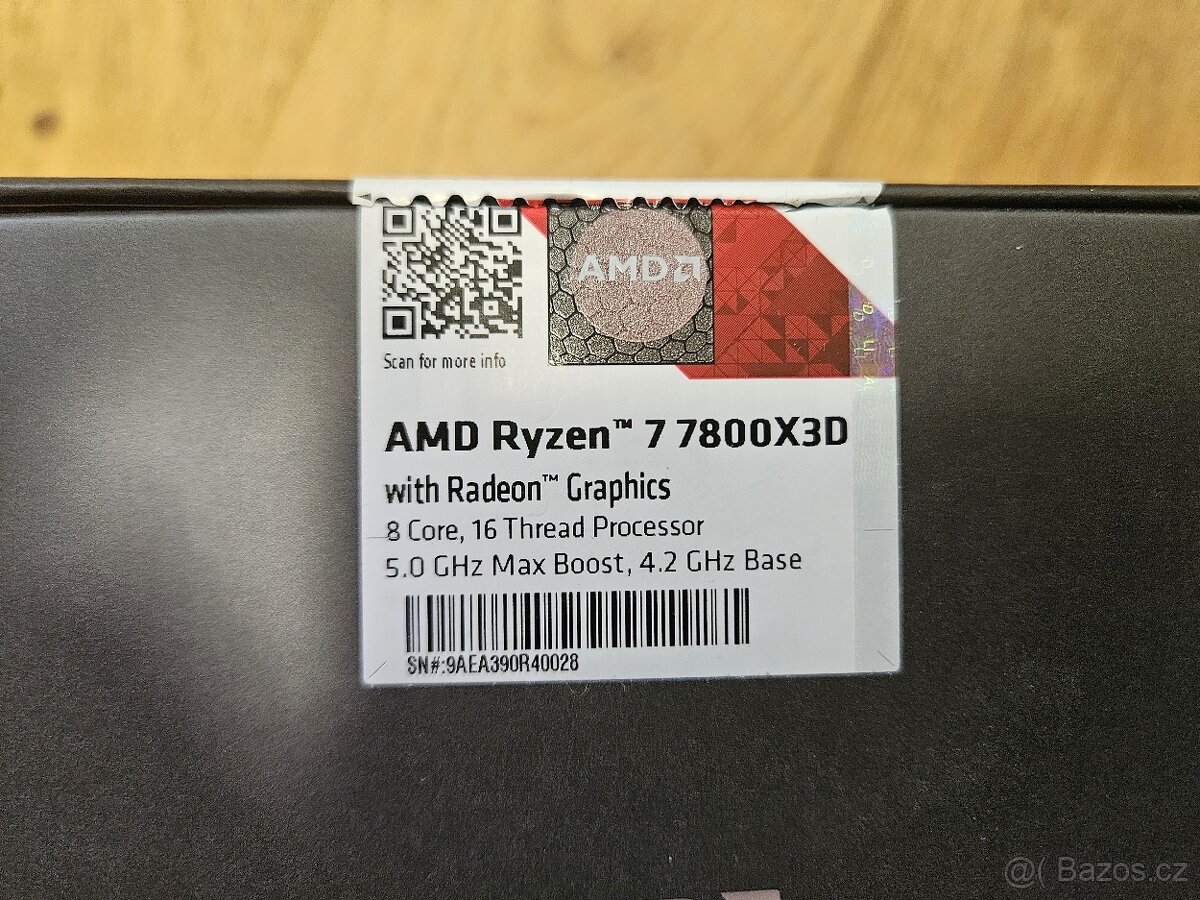 AMD
Scan for more info
AMD Ryzen™ 7 7800X3D
with Radeon™ Graphics
8 Core, 16 Thread Processor
5.0 GHz Max Boost, 4.2 GHz Base
SN#:9AEA390R40028
@( Bazos.cz